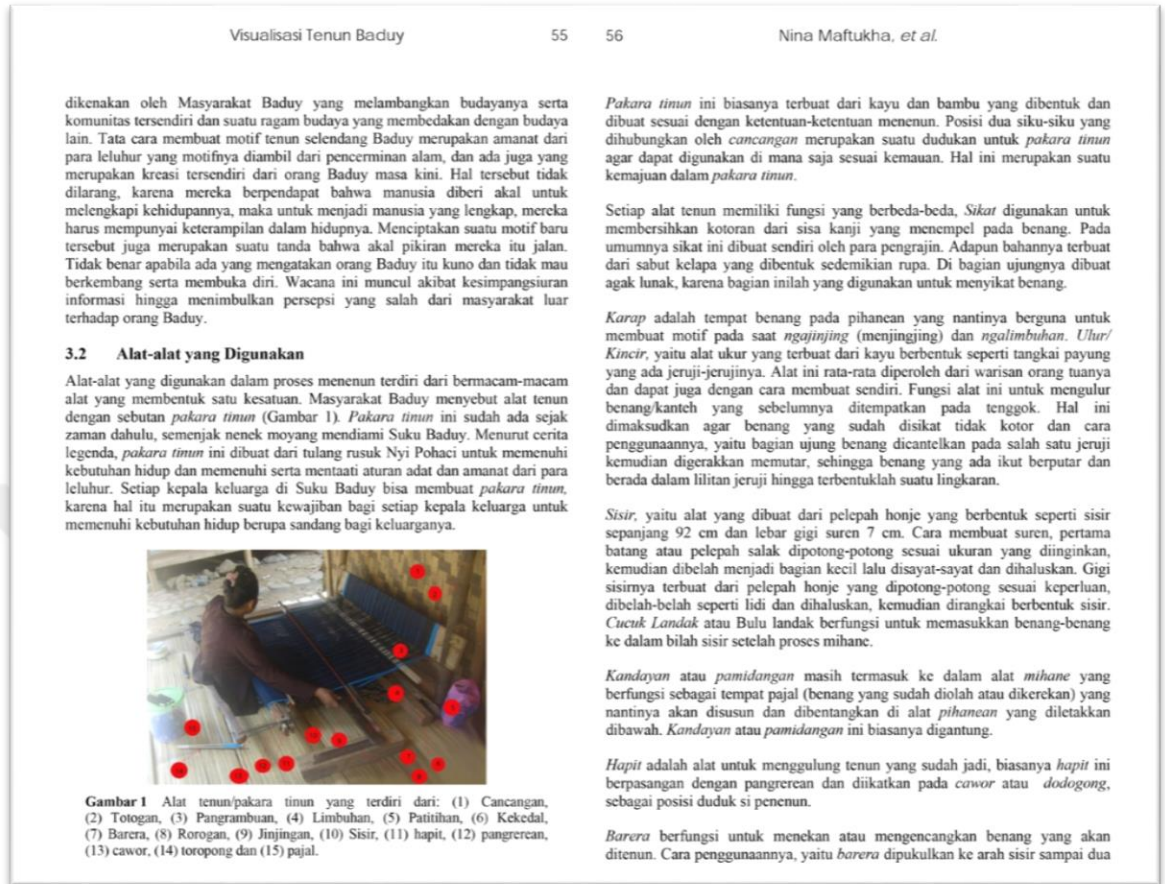 Visualisasi Tenun Baduy 55
dikenakan oleh Masyarakat Baduy yang melambangkan budayanya serta
komunitas tersendiri dan suatu ragam budaya yang membedakan dengan budaya
lain. Tata cara membuat motif tenun selendang Baduy merupakan amanat dari
para leluhur yang motifnya diambil dari pencerminan alam, dan ada juga yang
merupakan kreasi tersendiri dari orang Baduy masa kini. Hal tersebut tidak
dilarang, karena mereka berpendapat bahwa manusia diberi akal untuk
melengkapi kehidupannya, maka untuk menjadi manusia yang lengkap, mereka
harus mempunyai keterampilan dalam hidupnya. Menciptakan suatu motif baru
tersebut juga merupakan suatu tanda bahwa akal pikiran mereka itu jalan.
Tidak benar apabila ada yang mengatakan orang Baduy itu kuno dan tidak mau
berkembang serta membuka diri. Wacana ini muncul akibat kesimpangsiuran
informasi hingga menimbulkan persepsi yang salah dari masyarakat luar
terhadap orang Baduy.
3.2 Alat-alat yang Digunakan
Alat-alat yang digunakan dalam proses menenun terdiri dari bermacam-macam
alat yang membentuk satu kesatuan. Masyarakat Baduy menyebut alat tenun
dengan sebutan pakara tinun (Gambar 1). Pakara tinun ini sudah ada sejak
zaman dahulu, semenjak nenek moyang mendiami Suku Baduy. Menurut cerita
legenda, pakara tinun ini dibuat dari tulang rusuk Nyi Pohaci untuk memenuhi
kebutuhan hidup dan memenuhi serta mentaati aturan adat dan amanat dari para
leluhur. Setiap kepala keluarga di Suku Baduy bisa membuat pakara tinun,
karena hal itu merupakan suatu kewajiban bagi setiap kepala keluarga untuk
memenuhi kebutuhan hidup berupa sandang bagi keluarganya.
Gambar 1 Alat tenun/pakara tinun yang terdiri dari: (1) Cancangan,
(2) Totogan, (3) Pangrambuan, (4) Limbuhan, (5) Patitihan, (6) Kekedal,
(7) Barera, (8) Rorogan, (9) Jinjingan, (10) Sisir, (11) hapit, (12) pangrerean,
(13) cawor, (14) toropong dan (15) pajal.
56 Nina Maftukha, et al.
Pakara tinun ini biasanya terbuat dari kayu dan bambu yang dibentuk dan
dibuat sesuai dengan ketentuan-ketentuan menenun. Posisi dua siku-siku yang
dihubungkan oleh cancangan merupakan suatu dudukan untuk pakara tinun
agar dapat digunakan di mana saja sesuai kemauan. Hal ini merupakan suatu
kemajuan dalam pakara tinun.
Setiap alat tenun memiliki fungsi yang berbeda-beda, Sikat digunakan untuk
membersihkan kotoran dari sisa kanji yang menempel pada benang. Pada
umumnya sikat ini dibuat sendiri oleh para pengrajin. Adapun bahannya terbuat
dari sabut kelapa yang dibentuk sedemikian rupa. Di bagian ujungnya dibuat
agak lunak, karena bagian inilah yang digunakan untuk menyikat benang.
Karap adalah tempat benang pada pihanean yang nantinya berguna untuk
membuat motif pada saat ngajinjing (menjingjing) dan ngalimbuhan. Ulur/
Kincir, yaitu alat ukur yang terbuat dari kayu berbentuk seperti tangkai payung
yang ada jeruji-jerujinya. Alat ini rata-rata diperoleh dari warisan orang tuanya
dan dapat juga dengan cara membuat sendiri. Fungsi alat ini untuk mengulur
benang/kanteh yang sebelumnya ditempatkan pada tenggok. Hal ini
dimaksudkan agar benang yang sudah disikat tidak kotor dan cara
penggunaannya, yaitu bagian ujung benang dicantelkan pada salah satu jeruji
kemudian digerakkan memutar, sehingga benang yang ada ikut berputar dan
berada dalam lilitan jeruji hingga terbentuklah suatu lingkaran.
Sisir, yaitu alat yang dibuat dari pelepah honje yang berbentuk seperti sisir
sepanjang 92 cm dan lebar gigi suren 7 cm. Cara membuat suren, pertama
batang atau pelepah salak dipotong-potong sesuai ukuran yang diinginkan,
kemudian dibelah menjadi bagian kecil lalu disayat-sayat dan dihaluskan. Gigi
sisirnya terbuat dari pelepah honje yang dipotong-potong sesuai keperluan,
dibelah-belah seperti lidi dan dihaluskan, kemudian dirangkai berbentuk sisir.
Cucuk Landak atau Bulu landak berfungsi untuk memasukkan benang-benang
ke dalam bilah sisir setelah proses mihane.
Kandayan atau pamidangan masih termasuk ke dalam alat mihane yang
berfungsi sebagai tempat pajal (benang yang sudah diolah atau dikerekan) yang
nantinya akan disusun dan dibentangkan di alat pihanean yang diletakkan
dibawah. Kandayan atau pamidangan ini biasanya digantung.
Hapit adalah alat untuk menggulung tenun yang sudah jadi, biasanya hapit ini
berpasangan dengan pangrerean dan diikatkan pada cawor atau dodogong,
sebagai posisi duduk si penenun.
Barera berfungsi untuk menekan atau mengencangkan benang yang akan
ditenun. Cara penggunaannya, yaitu barera dipukulkan ke arah sisir sampai dua